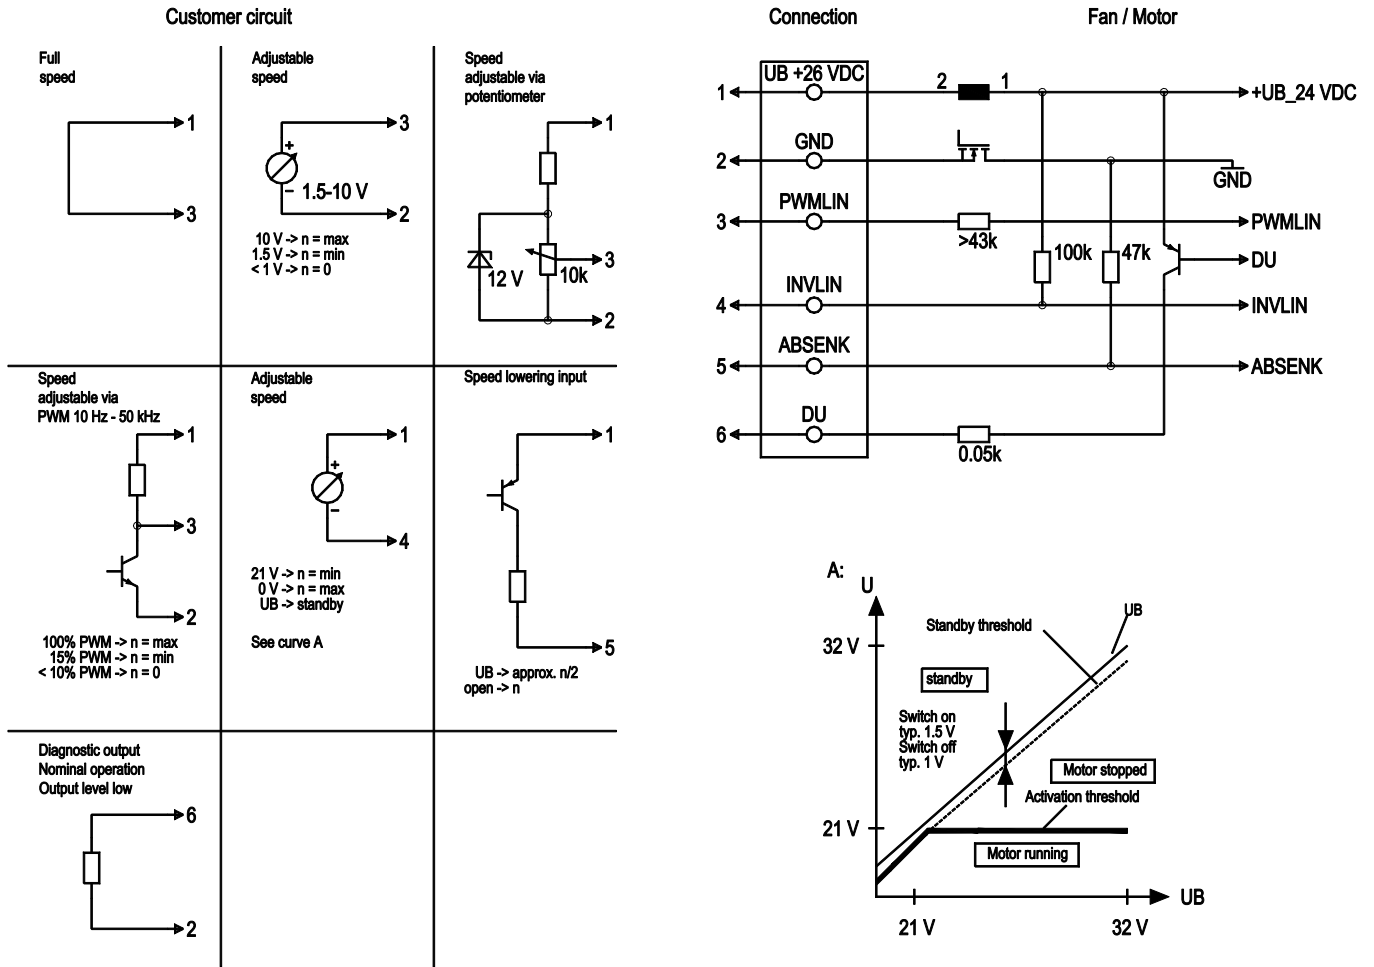 Customer circuit
Full
speed
1
3
Adjustable
speed
3
+
− 1.5-10 V
2
10 V -> n = max
1.5 V -> n = min
< 1 V -> n = 0
Speed
adjustable via
potentiometer
1
3
12 V
10k
2
Speed
adjustable via
PWM 10 Hz - 50 kHz
1
3
2
100% PWM -> n = max
15% PWM -> n = min
< 10% PWM -> n = 0
Adjustable
speed
1
+
−
4
21 V -> n = min
0 V -> n = max
UB -> standby
See curve A
Speed lowering input
1
5
UB -> approx. n/2
open -> n
Diagnostic output
Nominal operation
Output level low
6
2
Connection
Fan / Motor
1
UB +26 VDC
2
1
+UB_24 VDC
2
GND
GND
3
PWMLIN
>43k
PWMLIN
100k
47k
DU
4
INVLIN
INVLIN
5
ABSENK
ABSENK
6
DU
0.05k
A:
U
UB
Standby threshold
32 V
standby
Switch on
typ. 1.5 V
Switch off
typ. 1 V
Motor stopped
Activation threshold
21 V
Motor running
UB
21 V
32 V